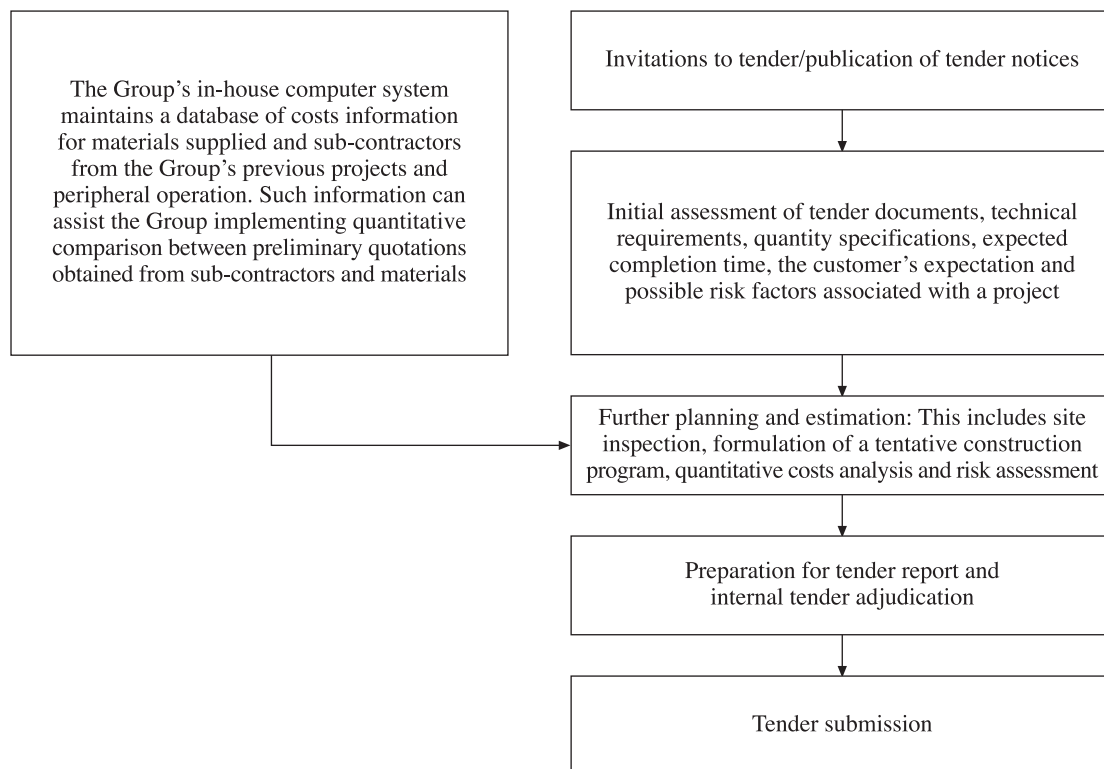 The Group's in-house computer system
maintains a database of costs information
for materials supplied and sub-contractors
from the Group's previous projects and
peripheral operation. Such information can
assist the Group implementing quantitative
comparison between preliminary quotations
obtained from sub-contractors and materials
Invitations to tender/publication of tender notices
Initial assessment of tender documents, technical
requirements, quantity specifications, expected
completion time, the customer's expectation and
possible risk factors associated with a project
Further planning and estimation: This includes site
inspection, formulation of a tentative construction
program, quantitative costs analysis and risk assessment
Preparation for tender report and
internal tender adjudication
Tender submission